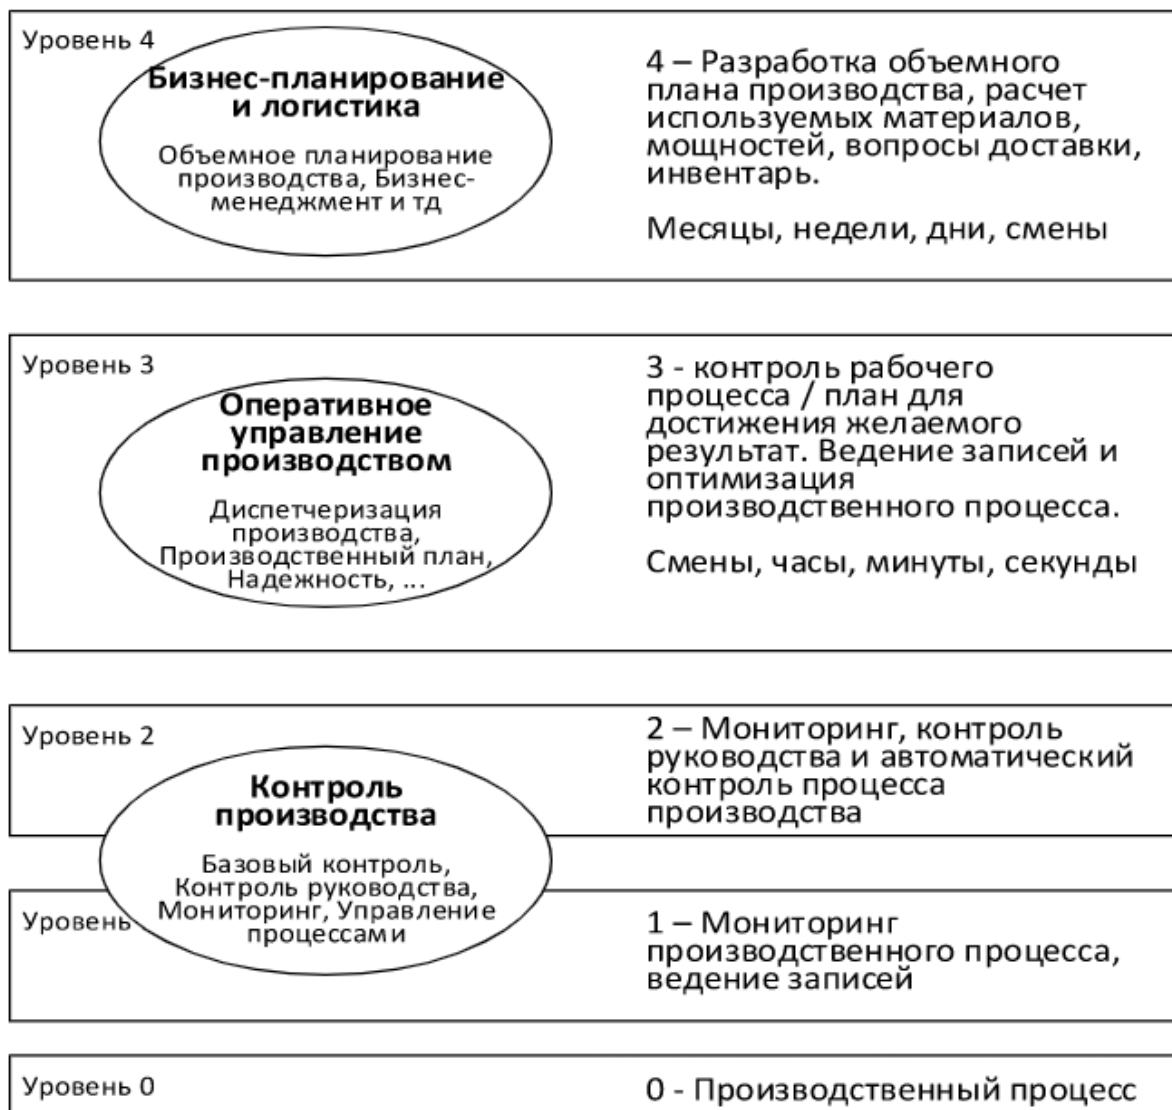 Уровень 4
Бизнес-планирование
и логистика
Объемное планирование
производства, Бизнес-
менеджмент и тд
4 – Разработка объемного
плана производства, расчет
используемых материалов,
мощностей, вопросы доставки,
инвентарь.
Месяцы, недели, дни, смены
Уровень 3
Оперативное
управление
производством
Диспетчеризация
производства,
Производственный план,
Надежность, ...
3 - контроль рабочего
процесса / план для
достижения желаемого
результат. Ведение записей и
оптимизация
производственного процесса.
Смены, часы, минуты, секунды
Уровень 2
Контроль
производства
Базовый контроль,
Контроль руководства,
Мониторинг, Управление
процессами
2 – Мониторинг, контроль
руководства и автоматический
контроль процесса
производства
Уровень
1 – Мониторинг
производственного процесса,
ведение записей
Уровень 0
0 - Производственный процесс